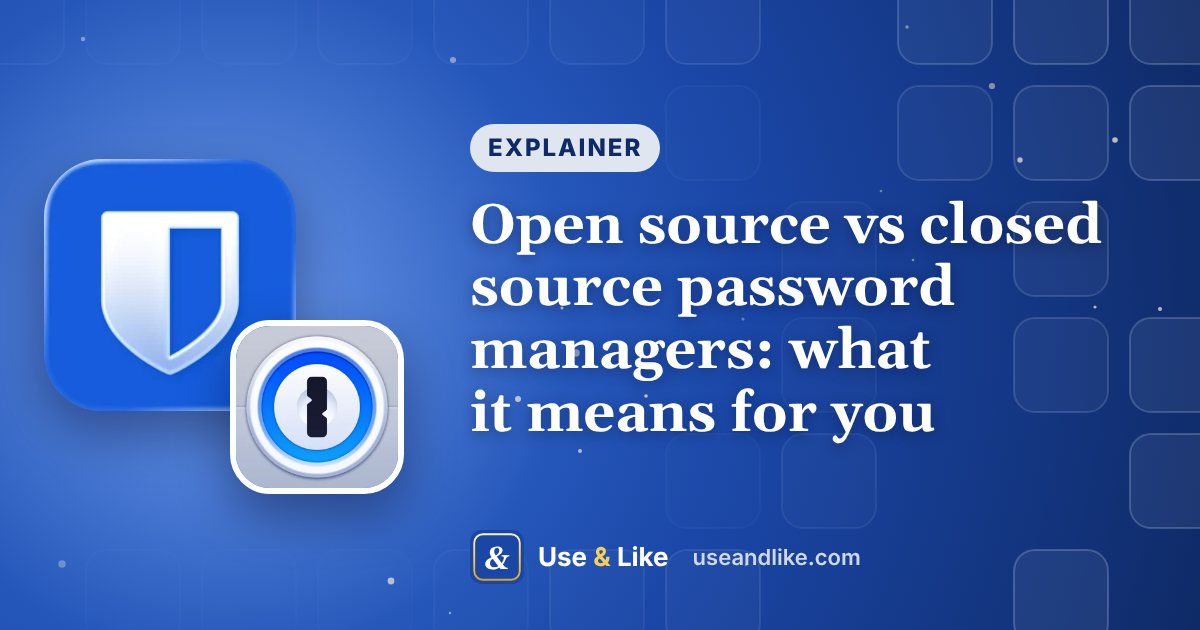 EXPLAINER
Open source vs closed
source password
managers: what
it means for you
& Use & Like useandlike.com